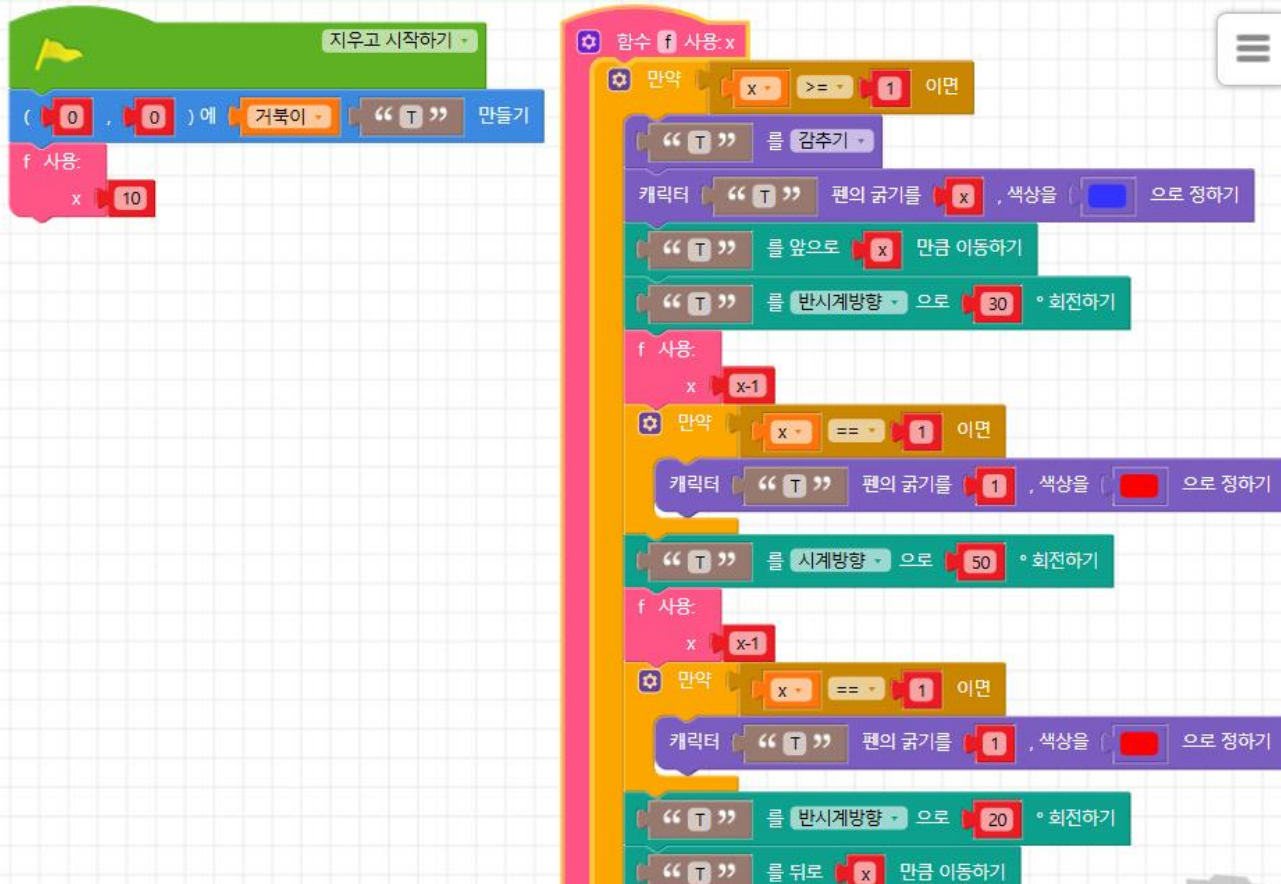 지우고 시작하기
( 0 , 0 ) 에 거북이 “ T ” 만들기
f 사용:
x 10
함수 f 사용: x
만약 x >= 1 이면
“ T ” 를 감추기
캐릭터 “ T ” 펜의 굵기를 x , 색상을 으로 정하기
“ T ” 를 앞으로 x 만큼 이동하기
“ T ” 를 반시계방향 으로 30 ° 회전하기
f 사용:
x x-1
만약 x == 1 이면
캐릭터 “ T ” 펜의 굵기를 1 , 색상을 으로 정하기
“ T ” 를 시계방향 으로 50 ° 회전하기
f 사용:
x x-1
만약 x == 1 이면
캐릭터 “ T ” 펜의 굵기를 1 , 색상을 으로 정하기
“ T ” 를 반시계방향 으로 20 ° 회전하기
“ T ” 를 뒤로 x 만큼 이동하기